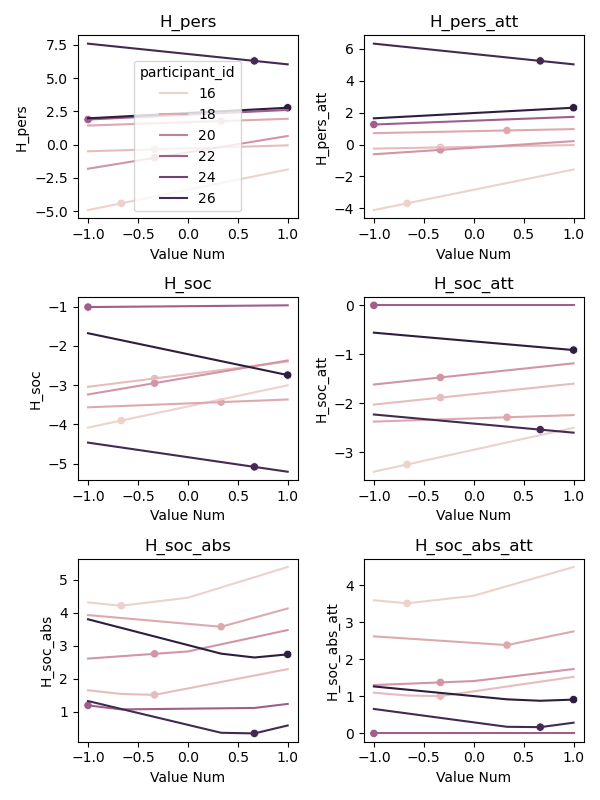 H_pers
H_pers_att
7.5
5.0
2.5
0.0
−2.5
−5.0
H_pers
participant_id
16
18
20
22
24
26
−1.0 −0.5 0.0 0.5 1.0
Value Num
6
4
2
0
−2
−4
H_pers_att
−1.0 −0.5 0.0 0.5 1.0
Value Num
H_soc
H_soc_att
−1
−2
−3
−4
−5
H_soc
−1.0 −0.5 0.0 0.5 1.0
Value Num
0
−1
−2
−3
H_soc_att
−1.0 −0.5 0.0 0.5 1.0
Value Num
H_soc_abs
H_soc_abs_att
5
4
3
2
1
H_soc_abs
−1.0 −0.5 0.0 0.5 1.0
Value Num
4
3
2
1
0
H_soc_abs_att
−1.0 −0.5 0.0 0.5 1.0
Value Num